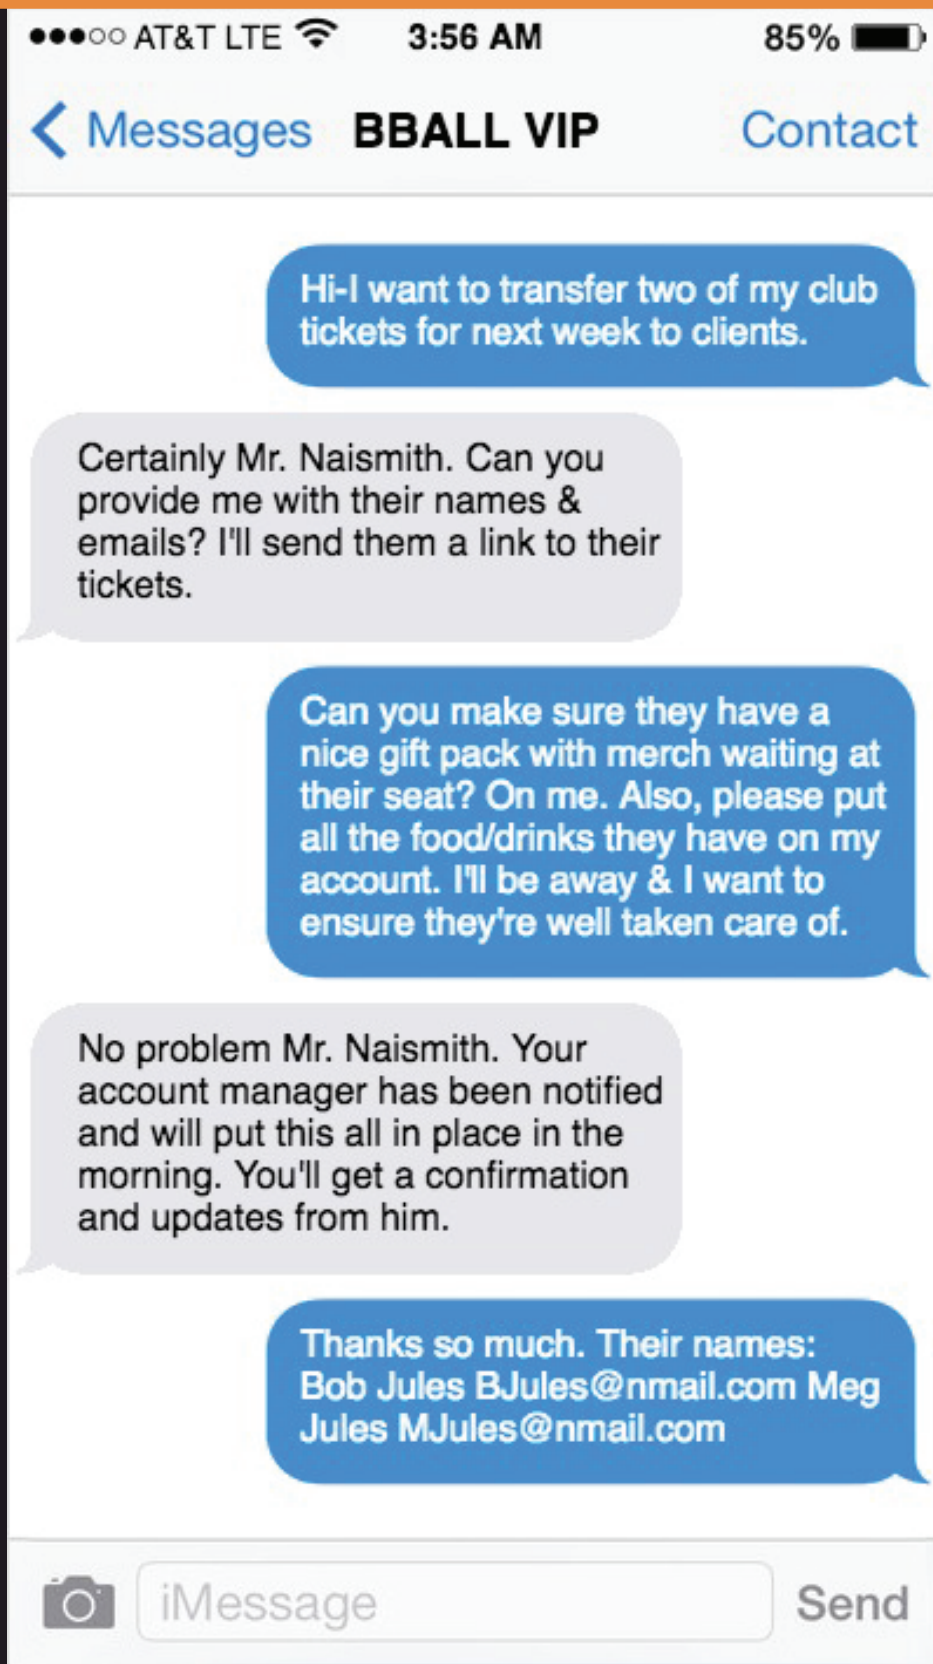 AT&T LTE 3:56 AM 85%
Messages BBALL VIP Contact
Hi-I want to transfer two of my club
tickets for next week to clients.
Certainly Mr. Naismith. Can you
provide me with their names &
emails? I'll send them a link to their
tickets.
Can you make sure they have a
nice gift pack with merch waiting at
their seat? On me. Also, please put
all the food/drinks they have on my
account. I'll be away & I want to
ensure they're well taken care of.
No problem Mr. Naismith. Your
account manager has been notified
and will put this all in place in the
morning. You'll get a confirmation
and updates from him.
Thanks so much. Their names:
Bob Jules BJules@nmail.com Meg
Jules MJules@nmail.com
iMessage Send